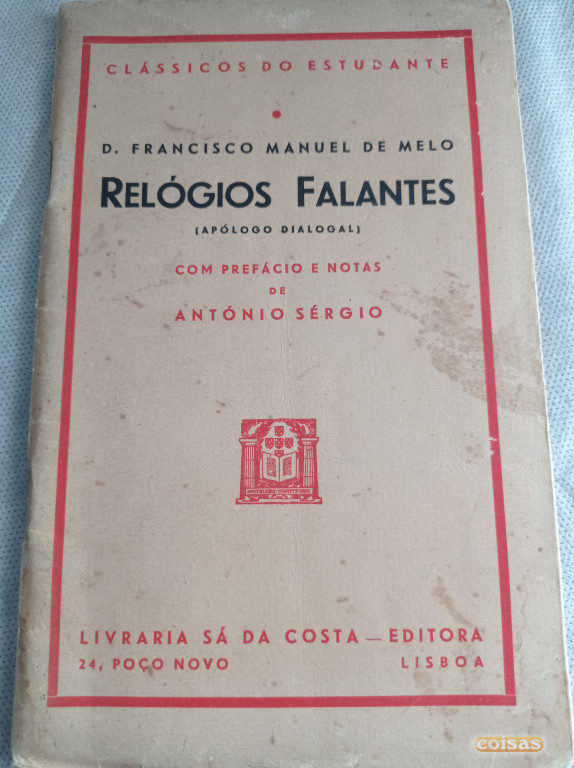 CLÁSSICOS DO ESTUDANTE
D. FRANCISCO MANUEL DE MELO
RELÓGIOS FALANTES
(APÓLOGO DIALOGAL)
COM PREFÁCIO E NOTAS
DE
ANTÓNIO SÉRGIO
LIVRARIA SÁ DA COSTA — EDITORA
24, POÇO NOVO LISBOA
coisas